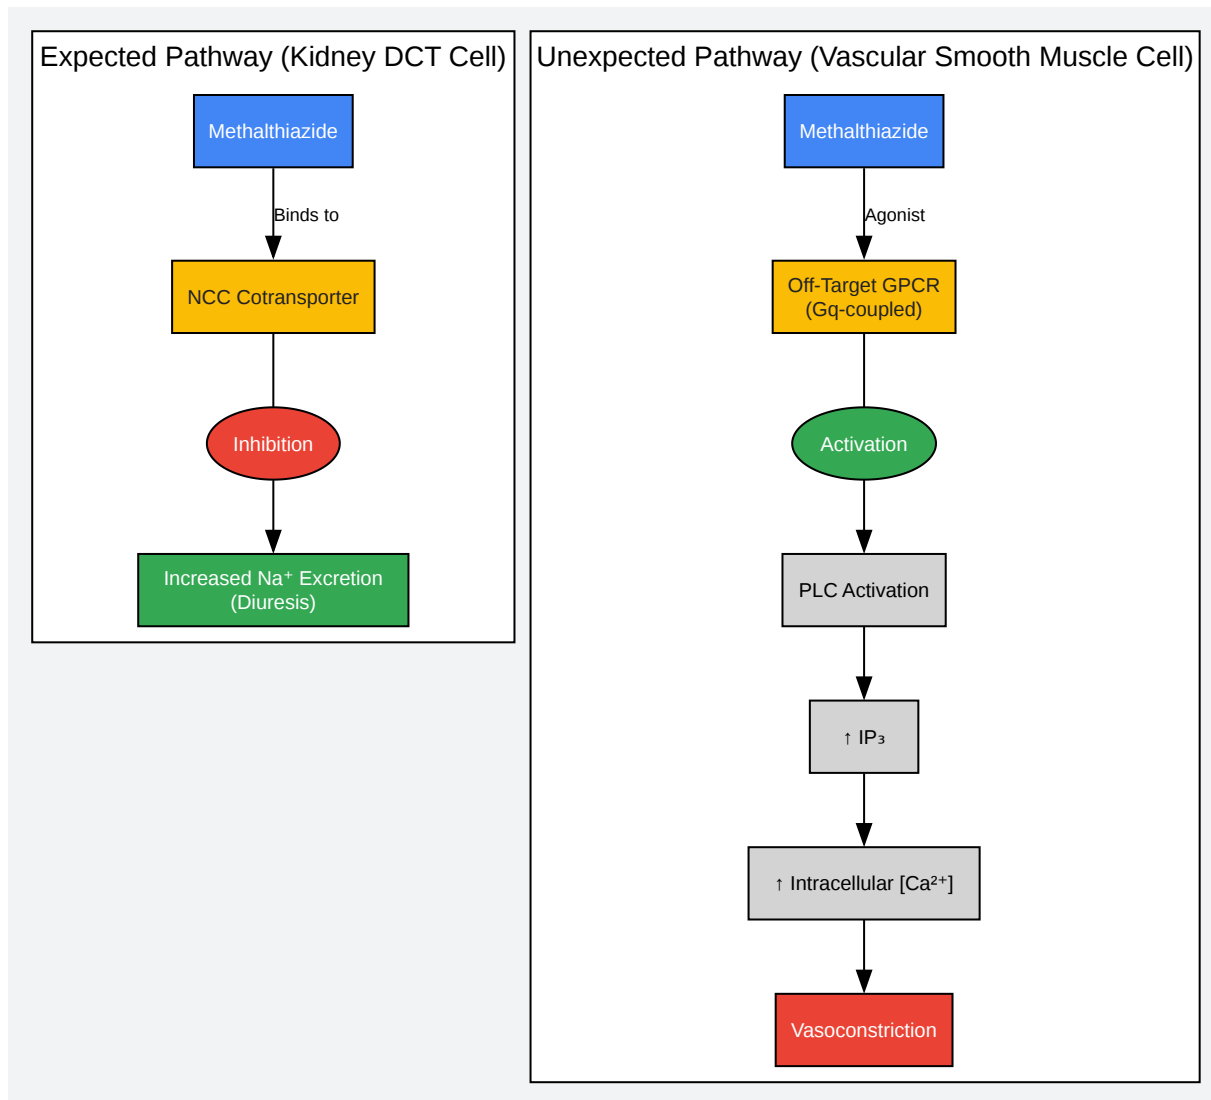 Expected Pathway (Kidney DCT Cell)
Methalthiazide
Binds to
NCC Cotransporter
Inhibition
Increased Na⁺ Excretion
(Diuresis)
Unexpected Pathway (Vascular Smooth Muscle Cell)
Methalthiazide
Agonist
Off-Target GPCR
(Gq-coupled)
Activation
PLC Activation
↑ IP₃
↑ Intracellular [Ca²⁺]
Vasoconstriction